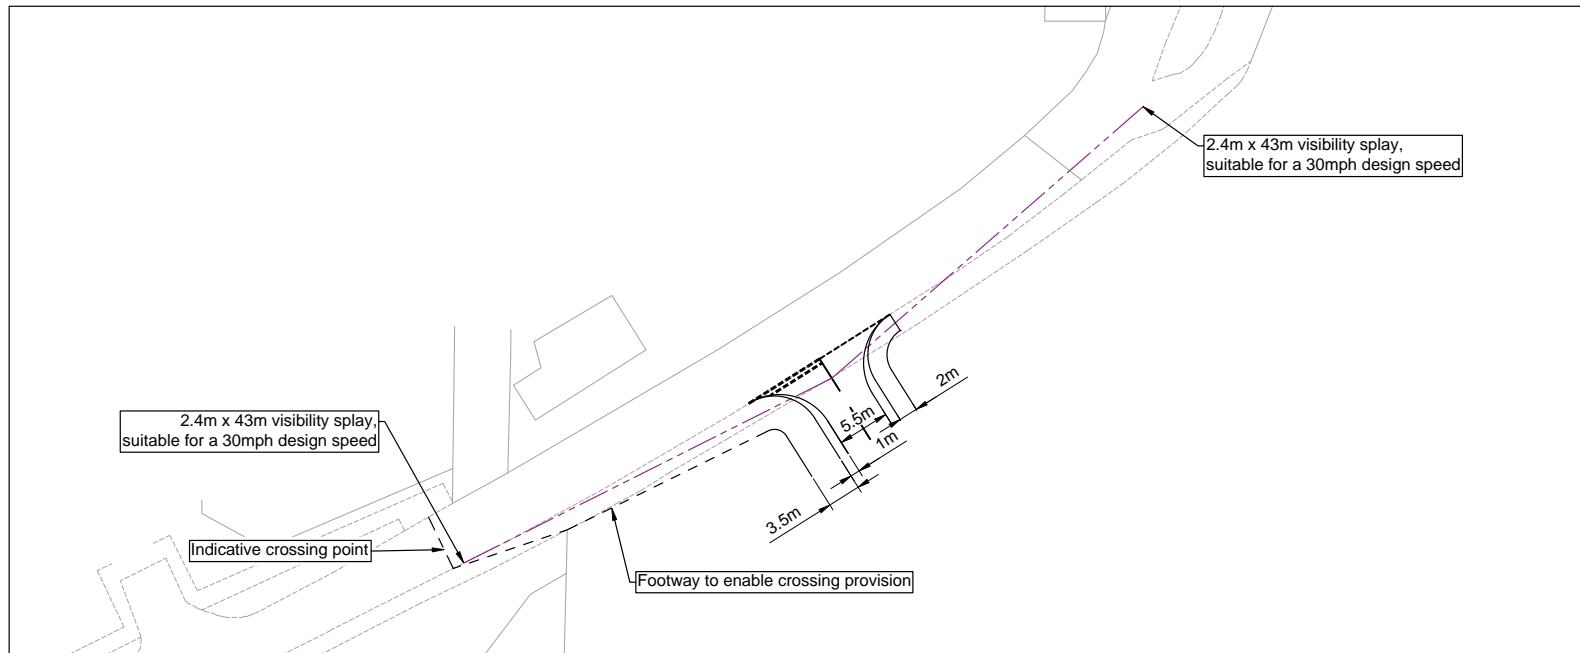 2.4m x 43m visibility splay,
suitable for a 30mph design speed
2m
5.5m
1m
3.5m
2.4m x 43m visibility splay,
suitable for a 30mph design speed
Indicative crossing point
Footway to enable crossing provision